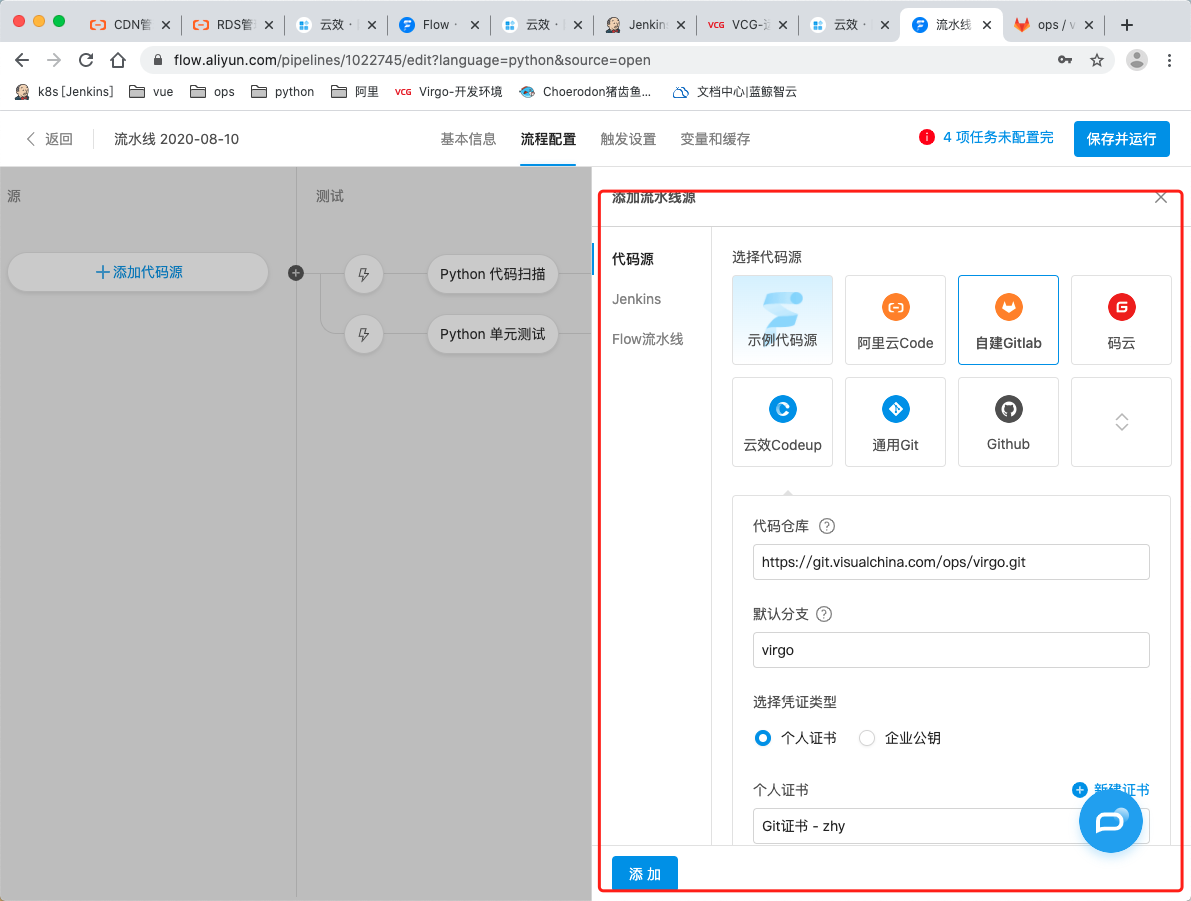 CDN管
RDS管
云效 ·
Flow ·
云效 ·
Jenkin
VCG VCG-运
云效 ·
流水线
ops / v
flow.aliyun.com/pipelines/1022745/edit?language=python&source=open
k8s [Jenkins]
vue
ops
python
阿里
VCG Virgo-开发环境
Choerodon猪齿鱼...
文档中心|蓝鲸智云
返回
流水线 2020-08-10
基本信息
流程配置
触发设置
变量和缓存
4 项任务未配置完
保存并运行
源
测试
添加代码源
Python 代码扫描
Python 单元测试
添加流水线源
代码源
Jenkins
Flow流水线
选择代码源
示例代码源
阿里云Code
自建Gitlab
码云
云效Codeup
通用Git
Github
代码仓库
https://git.visualchina.com/ops/virgo.git
默认分支
virgo
选择凭证类型
个人证书
企业公钥
个人证书
新建证书
Git证书 - zhy
添 加